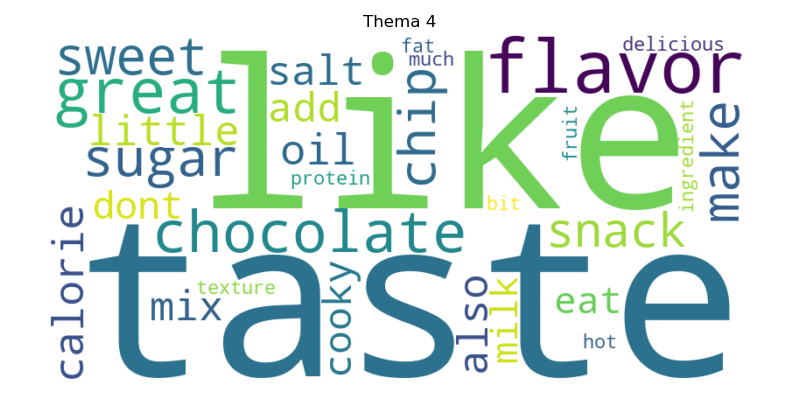 Thema 4
sweet
great
little
sugar
like
salt
add
oil
protein
fat
much
chip
flavor
delicious
fruit
ingredient
make
bit
dont
chocolate
snack
calorie
taste
mix
texture
cooky
also
milk
eat
hot